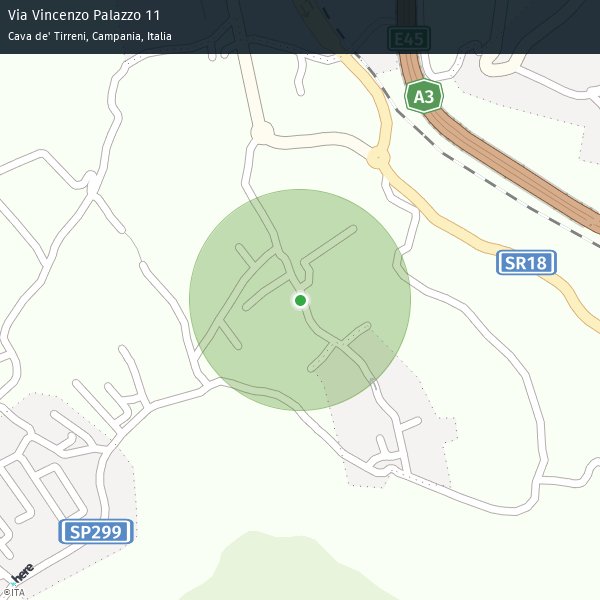 Via Vincenzo Palazzo 11
Cava de' Tirreni, Campania, Italia
E45
A3
SR18
SP299
here
©ITA